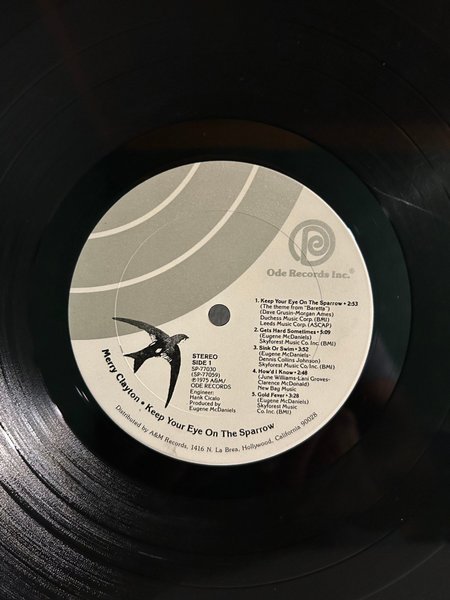 Ode Records Inc.®
1. Keep Your Eye On The Sparrow • 2:53
(The theme from "Baretta")
(Dave Grusin-Morgan Ames)
Duchess Music Corp. (BMI)
Leeds Music Corp. (ASCAP)
2. Gets Hard Sometimes • 5:09
(Eugene McDaniels)
Skyforest Music Co. Inc. (BMI)
3. Sink Or Swim • 3:52
(Eugene McDaniels-
Dennis Collins Johnson)
Skyforest Music Co. Inc. (BMI)
4. How'd I Know • 2:48
(June Williams-Lani Groves-
Clarence McDonald)
New Bag Music
5. Gold Fever • 3:28
(Eugene McDaniels)
Skyforest Music
Co. Inc. (BMI)
STEREO
SIDE 1
SP-77030
(SP-77059)
℗1975 A&M/
ODE RECORDS
Engineer:
Hank Cicalo
Produced by
Eugene McDaniels
Merry Clayton • Keep Your Eye On The Sparrow
Distributed by A&M Records, 1416 N. La Brea, Hollywood, California 90028